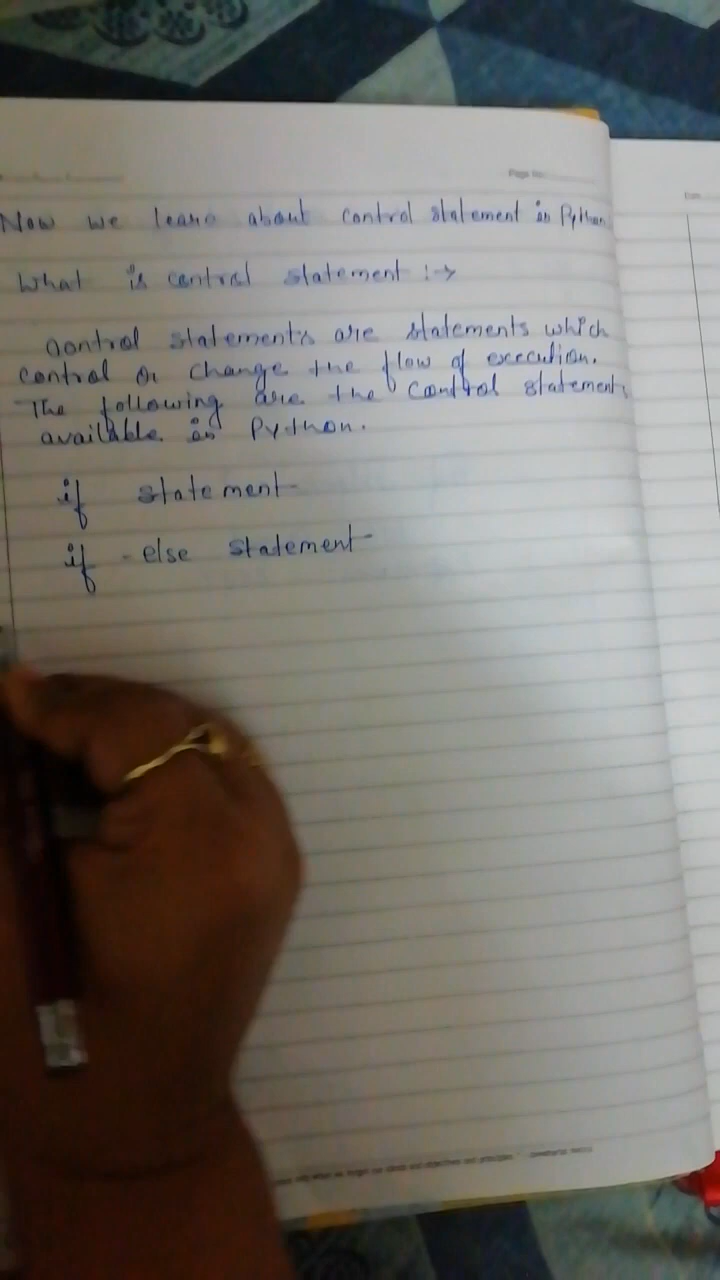 Page No:
Now we learn about control statement in Python
What is control statement :->
control statements are statements which
control or change the flow of execution.
The following are the control statements
available in Python.
if statement
if - else statement